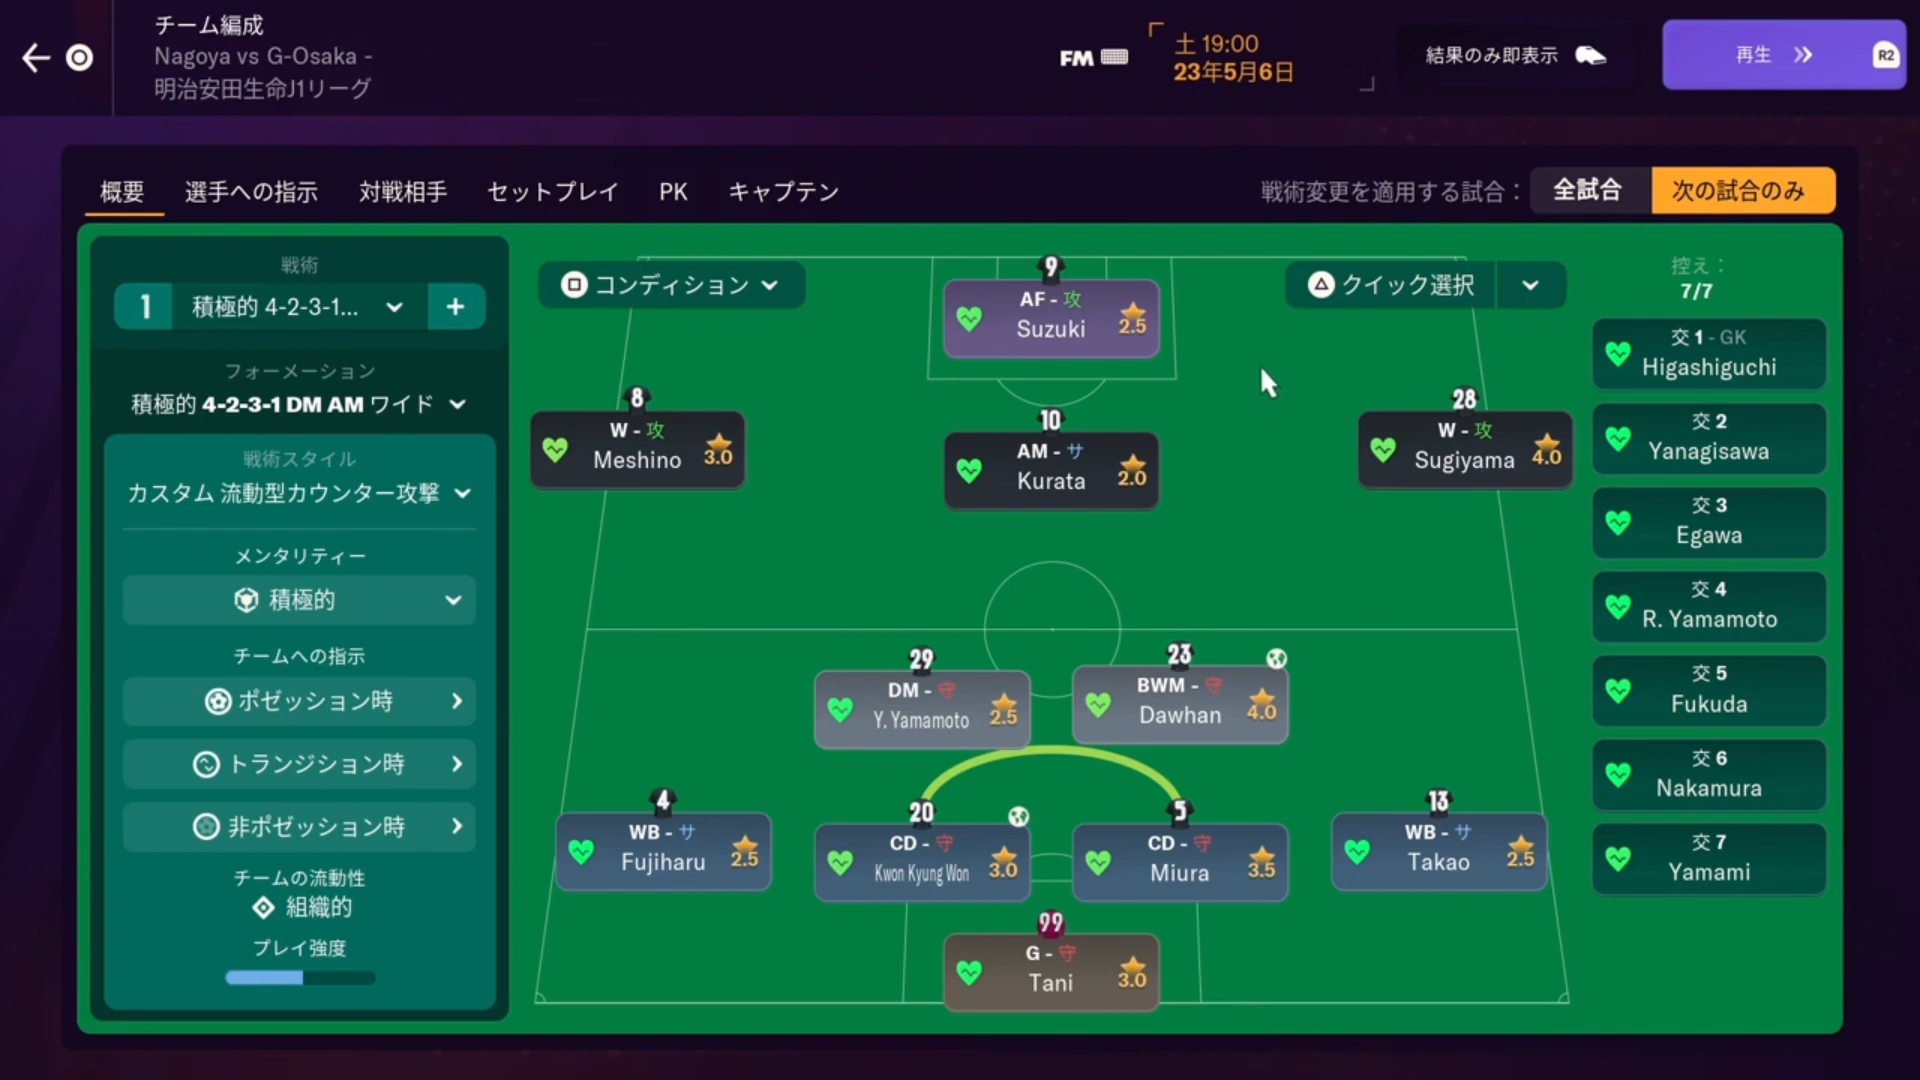 チーム編成
Nagoya vs G-Osaka -
明治安田生命J1リーグ
FM
土 19:00
23年5月6日
結果のみ即表示
再生
R2
概要
選手への指示
対戦相手
セットプレイ
PK
キャプテン
戦術変更を適用する試合：
全試合
次の試合のみ
戦術
1
積極的 4-2-3-1...
+
フォーメーション
積極的 4-2-3-1 DM AM ワイド
戦術スタイル
カスタム 流動型カウンター攻撃
メンタリティー
積極的
チームへの指示
ポゼッション時
トランジション時
非ポゼッション時
チームの流動性
組織的
プレイ強度
コンディション
クイック選択
9
AF - 攻
Suzuki
2.5
8
W - 攻
Meshino
3.0
10
AM - サ
Kurata
2.0
28
W - 攻
Sugiyama
4.0
29
DM - 守
Y. Yamamoto
2.5
23
BWM - 守
Dawhan
4.0
4
WB - サ
Fujiharu
2.5
20
CD - 守
Kwon Kyung Won
3.0
5
CD - 守
Miura
3.5
13
WB - サ
Takao
2.5
99
G - 守
Tani
3.0
控え：
7/7
交 1 - GK
Higashiguchi
交 2
Yanagisawa
交 3
Egawa
交 4
R. Yamamoto
交 5
Fukuda
交 6
Nakamura
交 7
Yamami